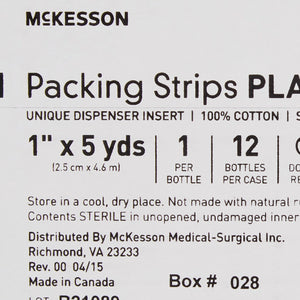 McKESSON
Packing Strips PLA
UNIQUE DISPENSER INSERT | 100% COTTON |
1" x 5 yds
(2.5 cm x 4.6 m)
1
PER
BOTTLE
12
BOTTLES
PER CASE
Store in a cool, dry place. Not made with natural
Contents STERILE in unopened, undamaged inner
Distributed By McKesson Medical-Surgical Inc.
Richmond, VA 23233
Rev. 00 04/15
Made in Canada
Box # 028